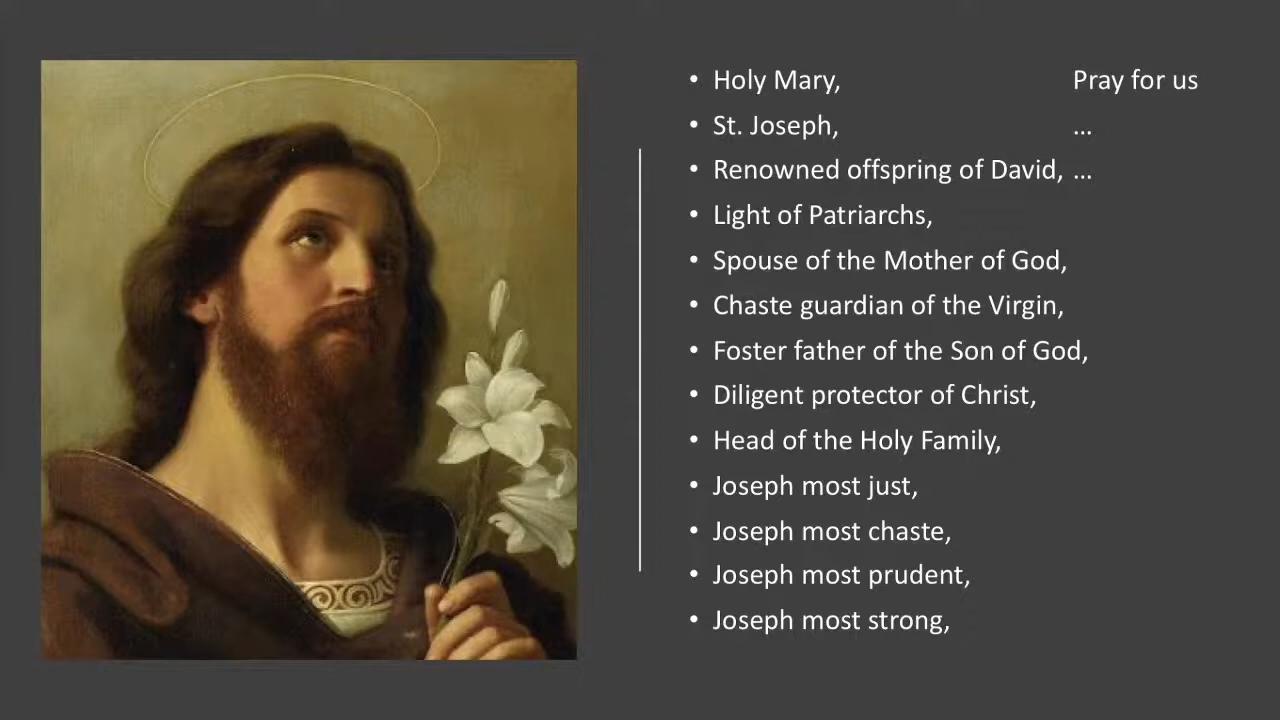 • Holy Mary, Pray for us
• St. Joseph, ...
• Renowned offspring of David, ...
• Light of Patriarchs,
• Spouse of the Mother of God,
• Chaste guardian of the Virgin,
• Foster father of the Son of God,
• Diligent protector of Christ,
• Head of the Holy Family,
• Joseph most just,
• Joseph most chaste,
• Joseph most prudent,
• Joseph most strong,